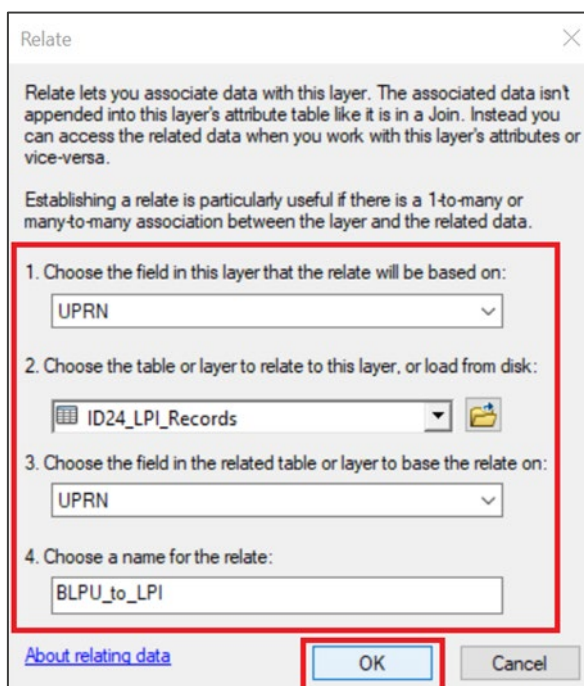 Relate
Relate lets you associate data with this layer. The associated data isn't
appended into this layer's attribute table like it is in a Join. Instead you
can access the related data when you work with this layer's attributes or
vice-versa.
Establishing a relate is particularly useful if there is a 1-to-many or
many-to-many association between the layer and the related data.
1. Choose the field in this layer that the relate will be based on:
UPRN
2. Choose the table or layer to relate to this layer, or load from disk:
ID24_LPI_Records
3. Choose the field in the related table or layer to base the relate on:
UPRN
4. Choose a name for the relate:
BLPU_to_LPI
About relating data
OK
Cancel